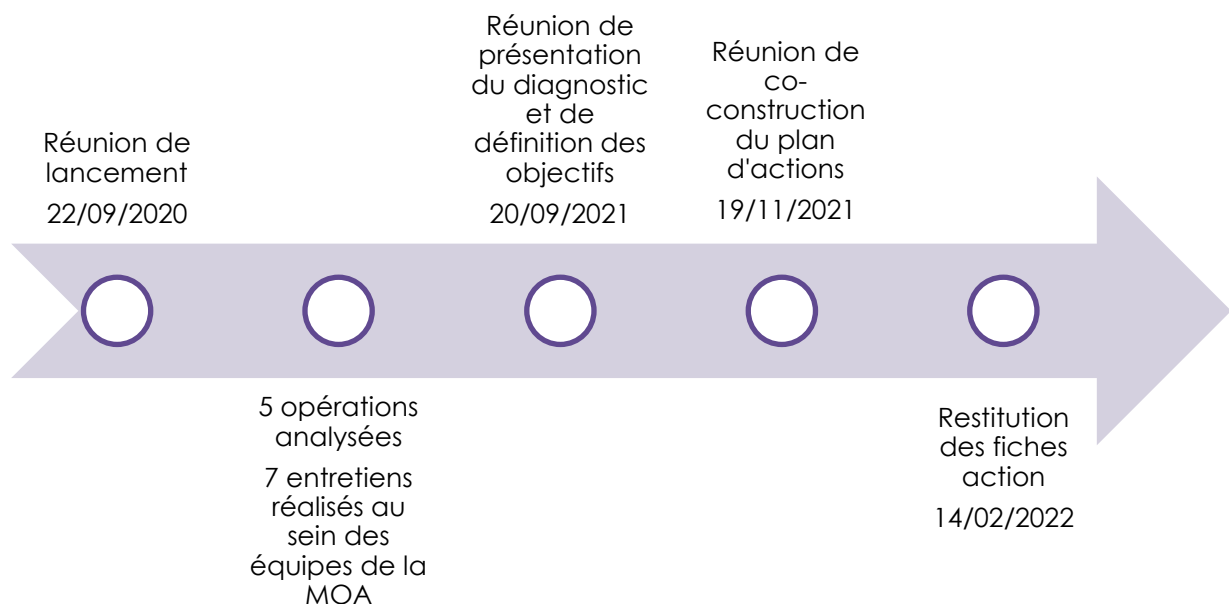 Réunion de
lancement
22/09/2020
5 opérations
analysées
7 entretiens
réalisés au
sein des
équipes de la
MOA
Réunion de
présentation
du diagnostic
et de
définition des
objectifs
20/09/2021
Réunion de
co-
construction
du plan
d'actions
19/11/2021
Restitution
des fiches
action
14/02/2022